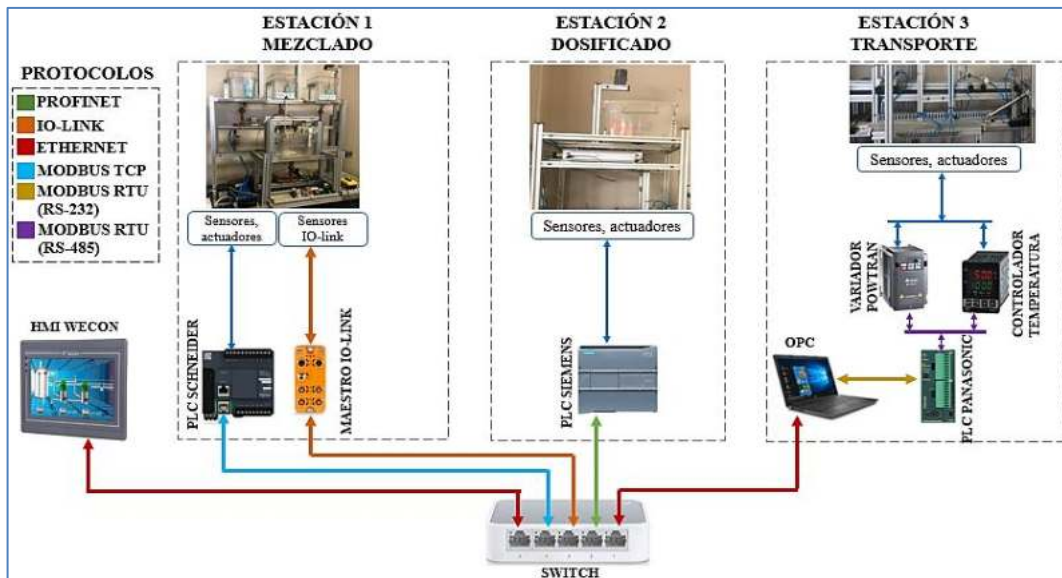 ESTACIÓN 1
MEZCLADO
ESTACIÓN 2
DOSIFICADO
ESTACIÓN 3
TRANSPORTE
PROTOCOLOS
PROFINET
IO-LINK
ETHERNET
MODBUS TCP
MODBUS RTU
(RS-232)
MODBUS RTU
(RS-485)
Sensores,
actuadores
Sensores
IO-link
Sensores, actuadores
Sensores, actuadores
VARIADOR
POWTRAN
CONTROLADOR
TEMPERATURA
HMI WECON
PLC SCHNEIDER
MAESTRO IO-LINK
PLC SIEMENS
OPC
PLC PANASONIC
SWITCH